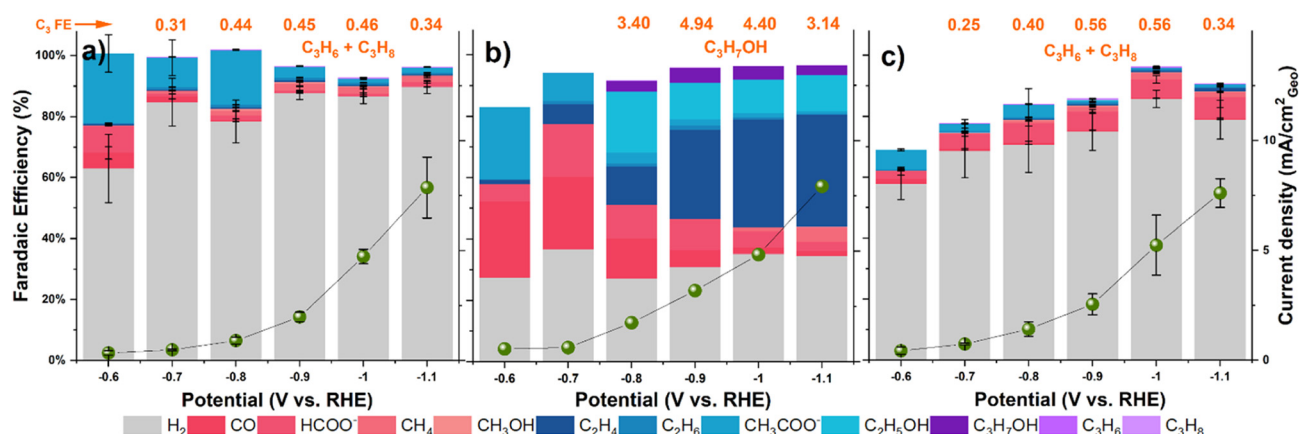 C₃ FE
0.31 0.44 0.45 0.46 0.34
3.40 4.94 4.40 3.14
0.25 0.40 0.56 0.56 0.34
a)
C₃H₆ + C₃H₈
b)
C₃H₇OH
c)
C₃H₆ + C₃H₈
Faradaic Efficiency (%)
100%
80%
60%
40%
20%
0%
10
5
0
Current density (mA/cm²Geo)
-0.6 -0.7 -0.8 -0.9 -1 -1.1
-0.6 -0.7 -0.8 -0.9 -1 -1.1
-0.6 -0.7 -0.8 -0.9 -1 -1.1
Potential (V vs. RHE) Potential (V vs. RHE) Potential (V vs. RHE)
H₂ CO HCOO⁻ CH₄ CH₃OH C₂H₄ C₂H₆ CH₃COO⁻ C₂H₅OH C₃H₇OH C₃H₆ C₃H₈